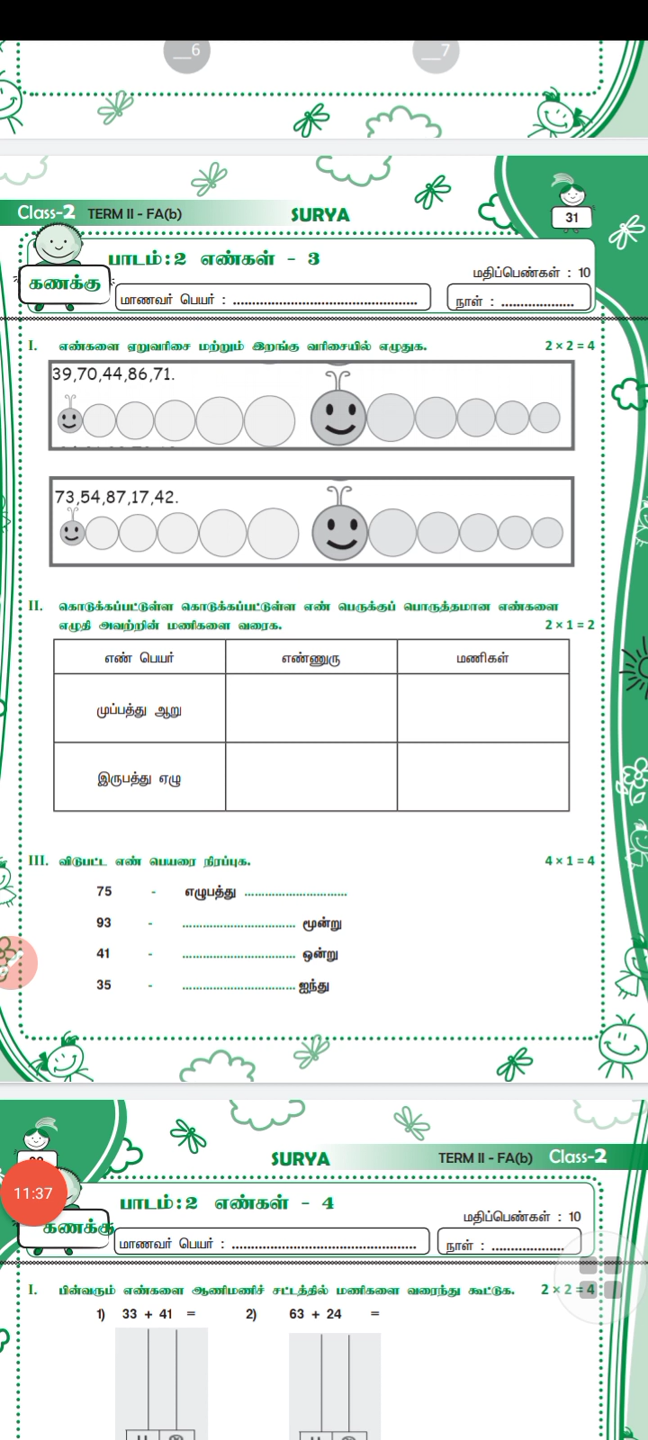 __6 __7
Class-2 TERM II - FA(b) SURYA 31
பாடம்:2 எண்கள் - 3
கணக்கு
மதிப்பெண்கள் : 10
மாணவர் பெயர் : ..................................................
நாள் : ...................
I. எண்களை ஏறுவரிசை மற்றும் இறங்கு வரிசையில் எழுதுக. 2 × 2 = 4
39,70,44,86,71.
73,54,87,17,42.
II. கொடுக்கப்பட்டுள்ள கொடுக்கப்பட்டுள்ள எண் பெருக்குப் பொருத்தமான எண்களை
எழுதி அவற்றின் மணிகளை வரைக. 2 × 1 = 2
எண் பெயர் எண்ணுரு மணிகள்
முப்பத்து ஆறு
இருபத்து ஏழு
III. விடுபட்ட எண் பெயரை நிரப்புக. 4 × 1 = 4
75 - எழுபத்து ..............................
93 - ................................. மூன்று
41 - ................................. ஒன்று
35 - ................................. ஐந்து
SURYA TERM II - FA(b) Class-2
11:37
பாடம்:2 எண்கள் - 4
கணக்கு
மதிப்பெண்கள் : 10
மாணவர் பெயர் : ..................................................
நாள் : ...................
I. பின்வரும் எண்களை ஆணிமணிச் சட்டத்தில் மணிகளை வரைந்து கூட்டுக. 2 × 2 = 4
1) 33 + 41 = 2) 63 + 24 =